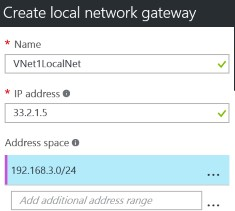 Create local network gateway
* Name
VNet1LocalNet
* IP address
33.2.1.5
Address space
192.168.3.0/24
...
Add additional address range
...